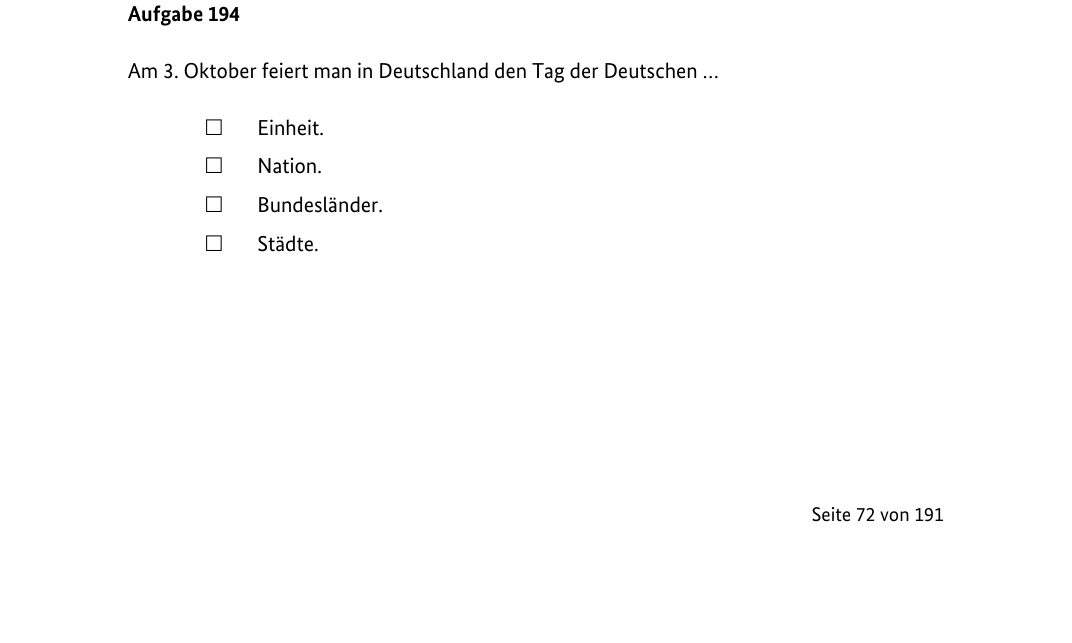 Aufgabe 194
Am 3. Oktober feiert man in Deutschland den Tag der Deutschen …
☐ Einheit.
☐ Nation.
☐ Bundesländer.
☐ Städte.
Seite 72 von 191